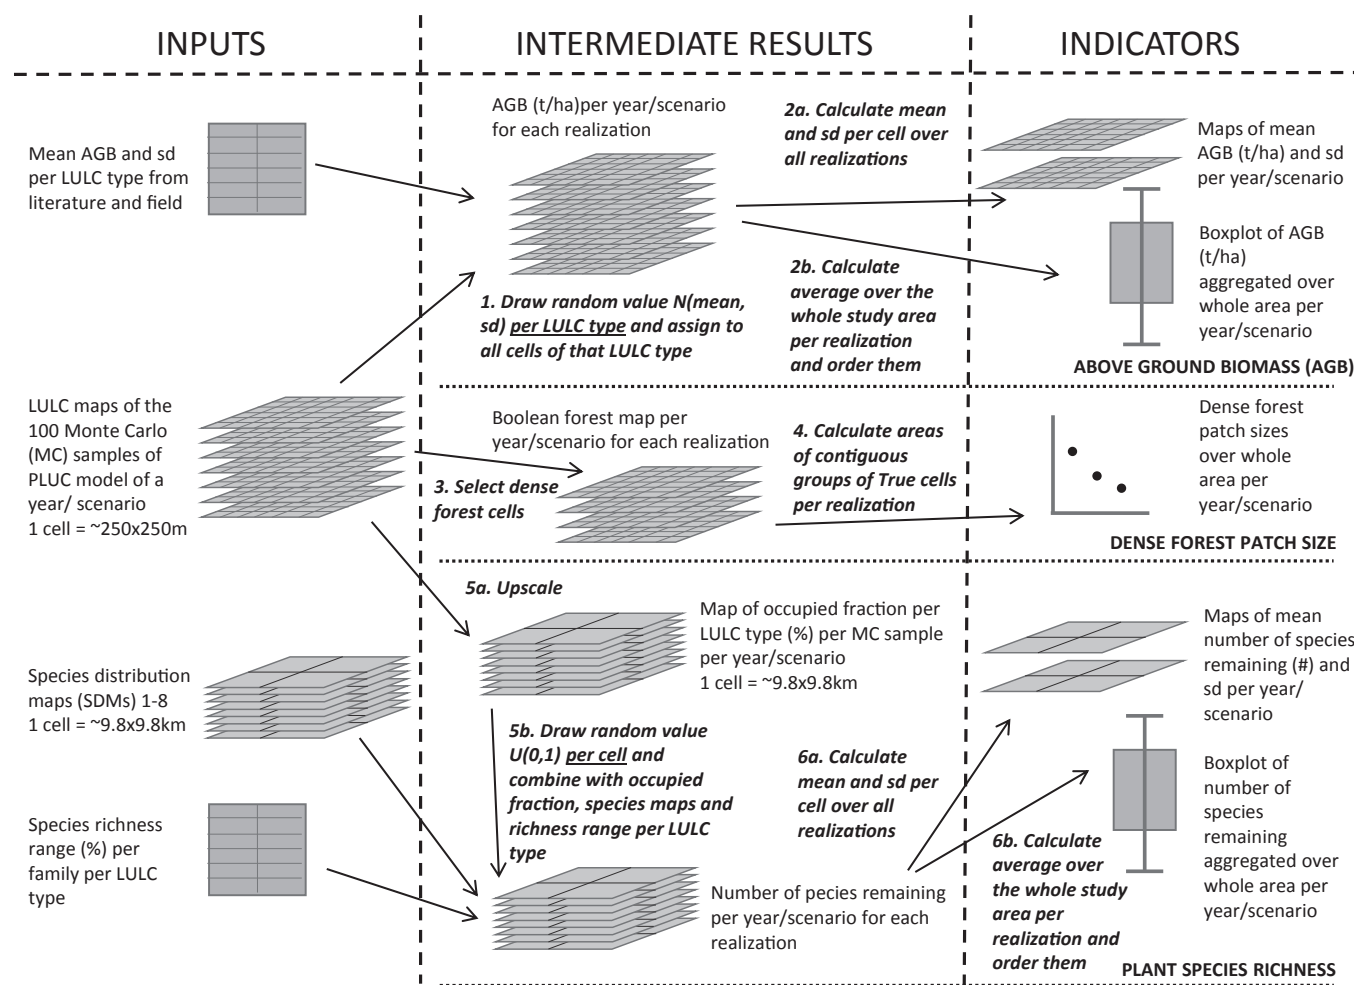 INPUTS
INTERMEDIATE RESULTS
INDICATORS
Mean AGB and sd
per LULC type from
literature and field
AGB (t/ha)per year/scenario
for each realization
2a. Calculate mean
and sd per cell over
all realizations
Maps of mean
AGB (t/ha) and sd
per year/scenario
1. Draw random value N(mean,
sd) per LULC type and assign to
all cells of that LULC type
2b. Calculate
average over the
whole study area
per realization
and order them
Boxplot of AGB
(t/ha)
aggregated over
whole area per
year/scenario
ABOVE GROUND BIOMASS (AGB)
LULC maps of the
100 Monte Carlo
(MC) samples of
PLUC model of a
year/ scenario
1 cell = ~250x250m
Boolean forest map per
year/scenario for each realization
3. Select dense
forest cells
4. Calculate areas
of contiguous
groups of True cells
per realization
Dense forest
patch sizes
over whole
area per
year/scenario
DENSE FOREST PATCH SIZE
5a. Upscale
Map of occupied fraction per
LULC type (%) per MC sample
per year/scenario
1 cell = ~9.8x9.8km
Species distribution
maps (SDMs) 1-8
1 cell = ~9.8x9.8km
5b. Draw random value
U(0,1) per cell and
combine with occupied
fraction, species maps and
richness range per LULC
type
6a. Calculate
mean and sd per
cell over all
realizations
Maps of mean
number of species
remaining (#) and
sd per year/
scenario
Species richness
range (%) per
family per LULC
type
Number of pecies remaining
per year/scenario for each
realization
6b. Calculate
average over
the whole study
area per
realization and
order them
Boxplot of
number of
species
remaining
aggregated over
whole area per
year/scenario
PLANT SPECIES RICHNESS